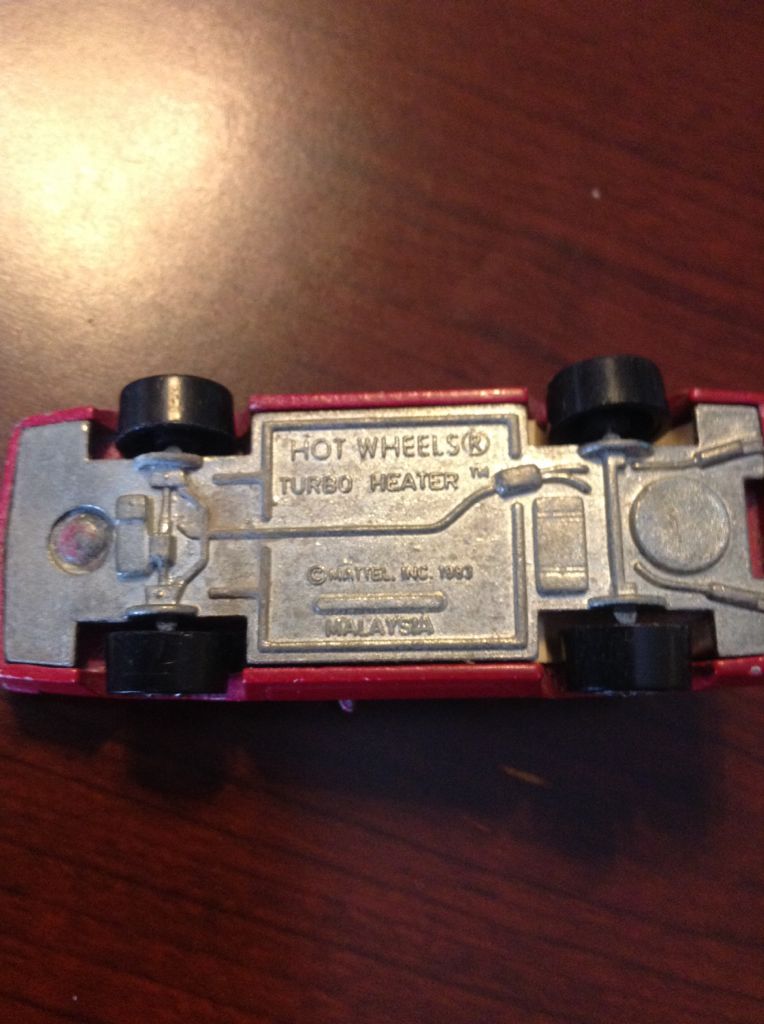 HOT WHEELS®
TURBO HEATER™
© MATTEL, INC. 1983
MALAYSIA